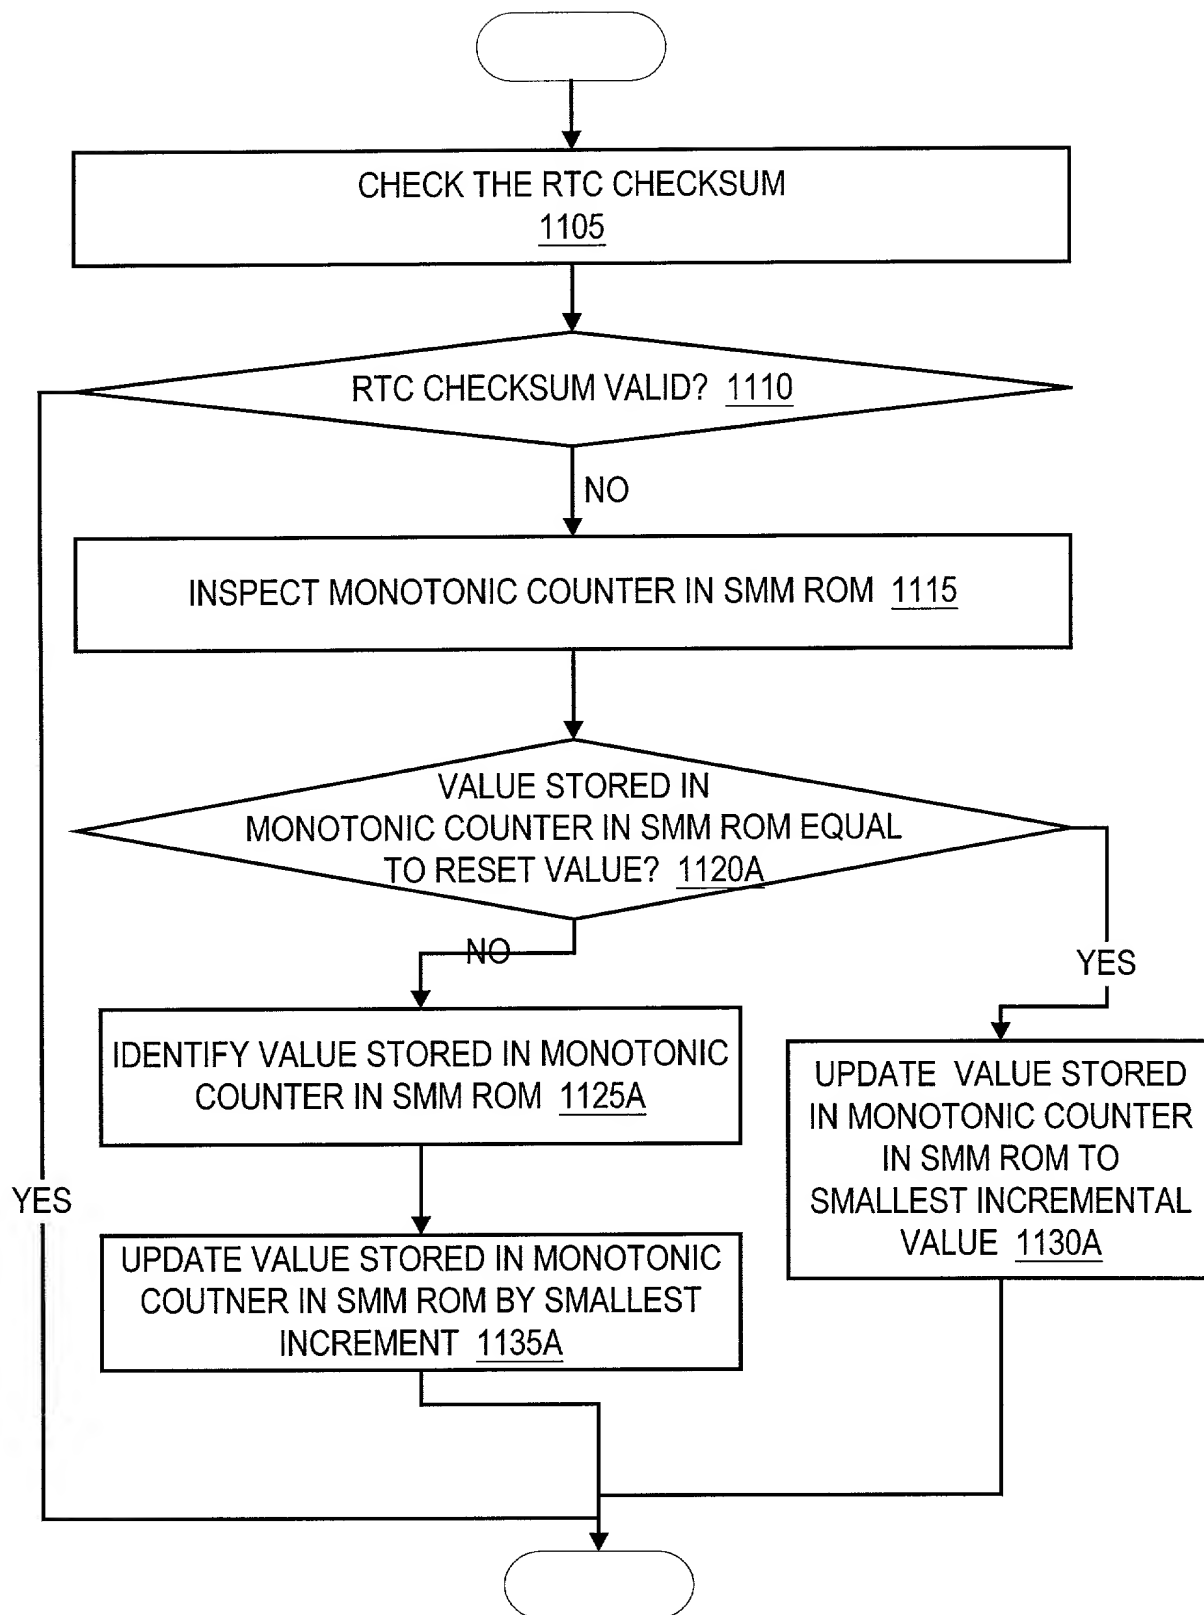 CHECK THE RTC CHECKSUM
1105
RTC CHECKSUM VALID? 1110
NO
INSPECT MONOTONIC COUNTER IN SMM ROM 1115
VALUE STORED IN
MONOTONIC COUNTER IN SMM ROM EQUAL
TO RESET VALUE? 1120A
NO
YES
IDENTIFY VALUE STORED IN MONOTONIC
COUNTER IN SMM ROM 1125A
UPDATE VALUE STORED
IN MONOTONIC COUNTER
IN SMM ROM TO
SMALLEST INCREMENTAL
VALUE 1130A
YES
UPDATE VALUE STORED IN MONOTONIC
COUTNER IN SMM ROM BY SMALLEST
INCREMENT 1135A